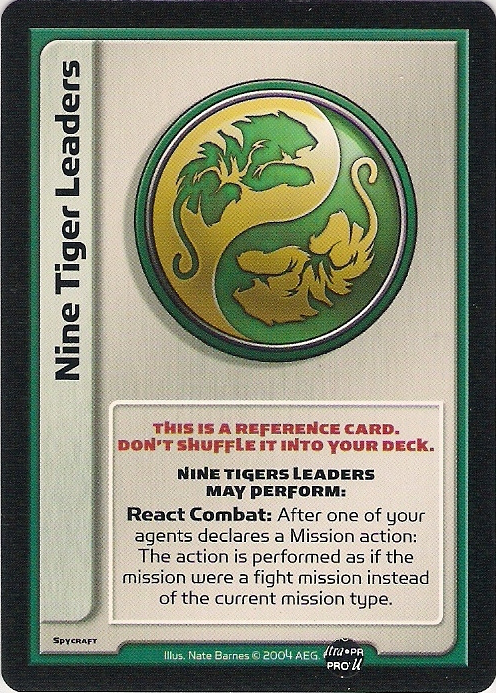 Nine Tiger Leaders
THIS IS A REFERENCE CARD.
DON'T SHUFFLE IT INTO YOUR DECK.
NINE TIGERS LEADERS
MAY PERFORM:
React Combat: After one of your
agents declares a Mission action:
The action is performed as if the
mission were a fight mission instead
of the current mission type.
SPYCRAFT
Illus. Nate Barnes © 2004 AEG.